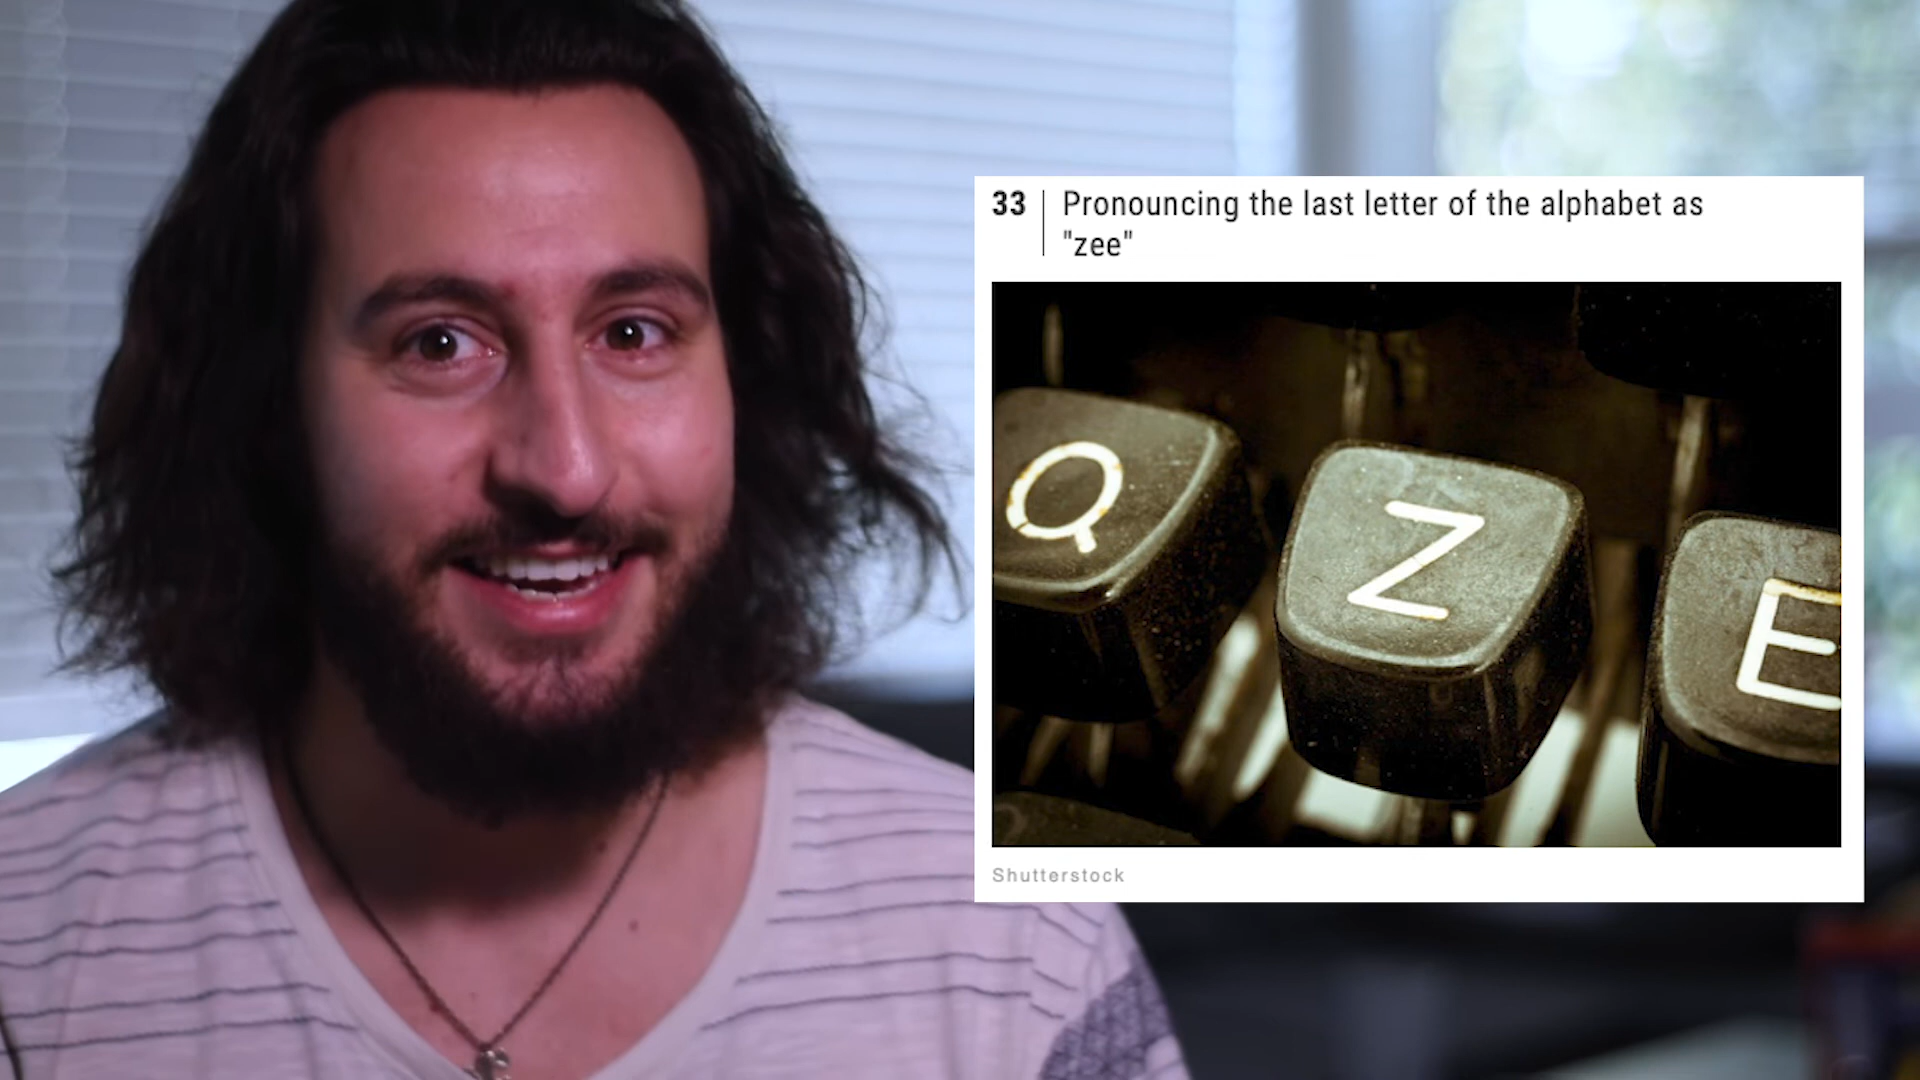 33
Pronouncing the last letter of the alphabet as
"zee"
Q
Z
E
Shutterstock